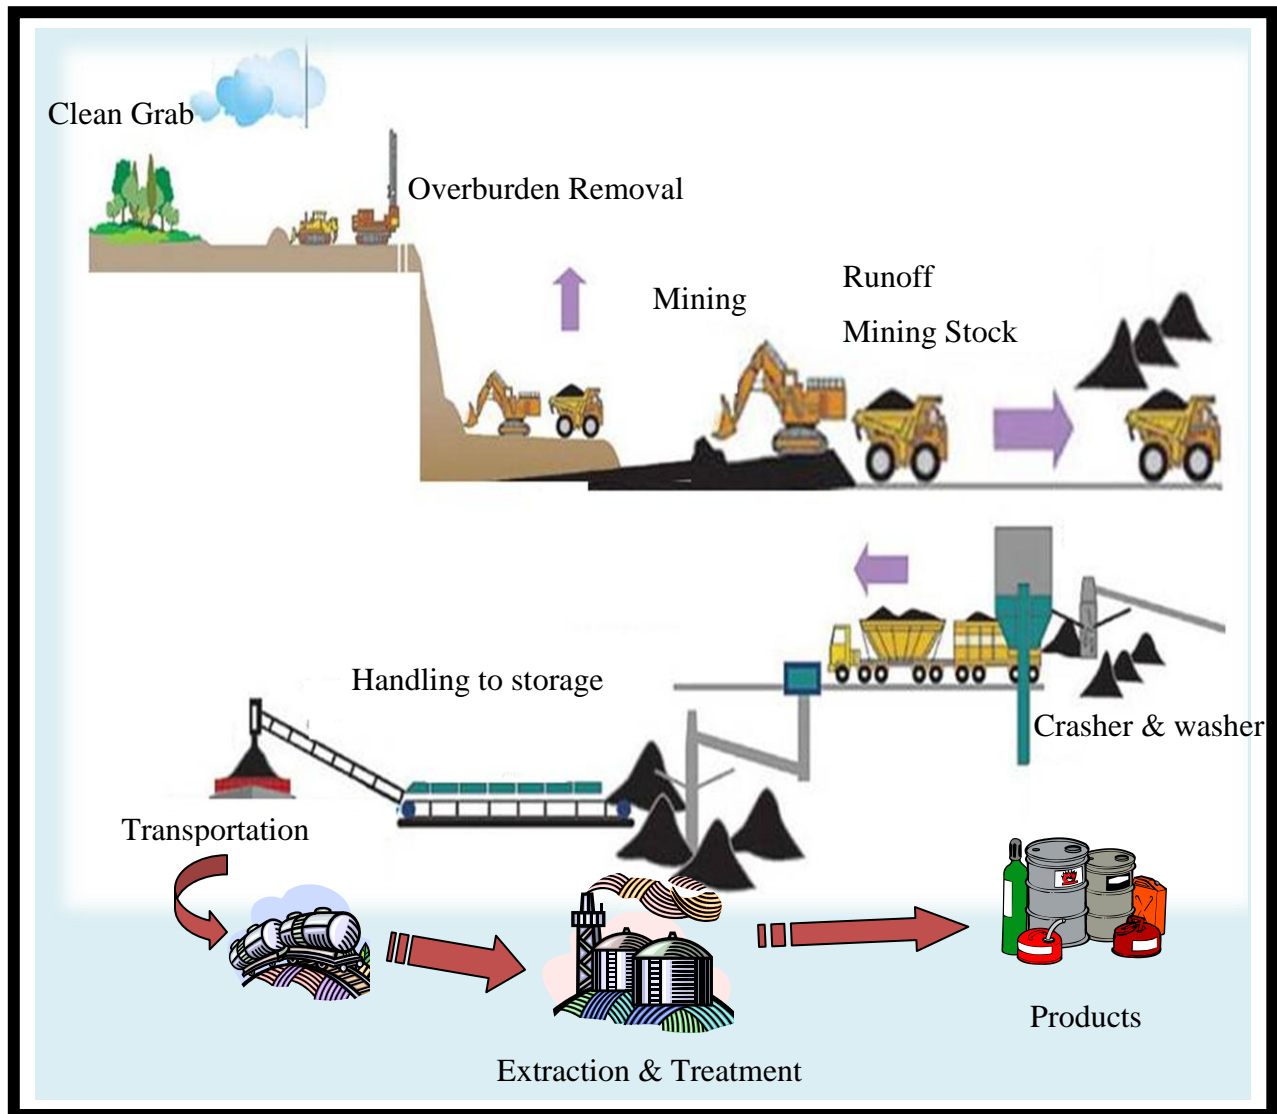 Clean Grab
Overburden Removal
Mining
Runoff
Mining Stock
Handling to storage
Crasher & washer
Transportation
Products
Extraction & Treatment